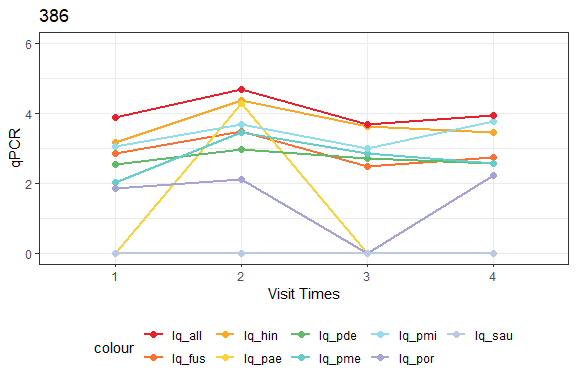 386
6
4
2
0
qPCR
1 2 3 4
Visit Times
colour
lq_all lq_hin lq_pde lq_pmi lq_sau
lq_fus lq_pae lq_pme lq_por